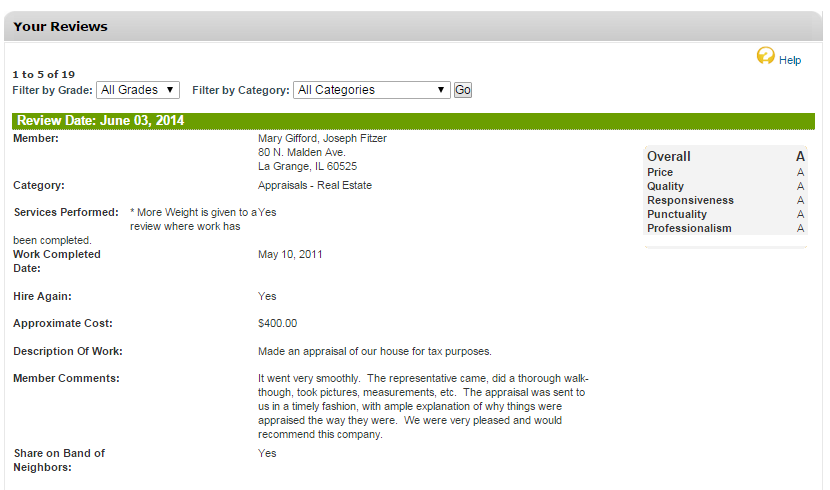 Your Reviews
Help
1 to 5 of 19
Filter by Grade: All Grades Filter by Category: All Categories Go
Review Date: June 03, 2014
Member: Mary Gifford, Joseph Fitzer
80 N. Malden Ave.
La Grange, IL 60525
Category: Appraisals - Real Estate
Services Performed: * More Weight is given to a Yes
review where work has
been completed.
Work Completed May 10, 2011
Date:
Hire Again: Yes
Approximate Cost: $400.00
Description Of Work: Made an appraisal of our house for tax purposes.
Member Comments: It went very smoothly. The representative came, did a thorough walk-
though, took pictures, measurements, etc. The appraisal was sent to
us in a timely fashion, with ample explanation of why things were
appraised the way they were. We were very pleased and would
recommend this company.
Share on Band of Yes
Neighbors:
Overall A
Price A
Quality A
Responsiveness A
Punctuality A
Professionalism A